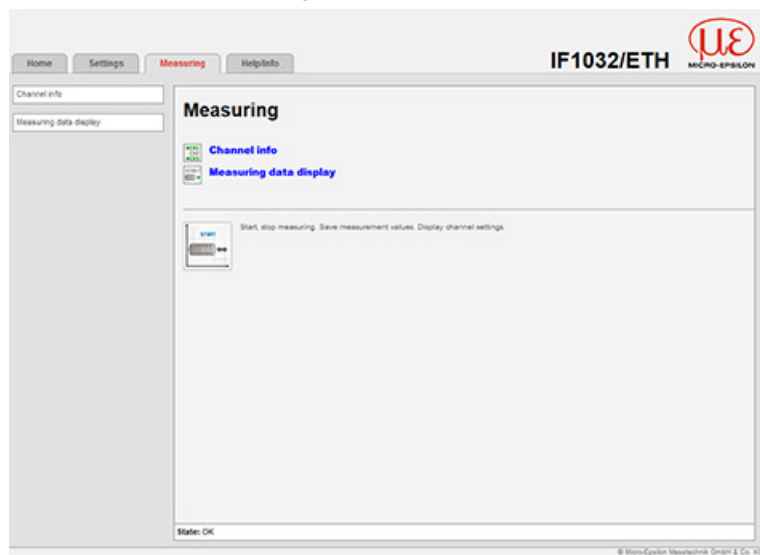 με
MICRO-EPSILON
IF1032/ETH
Home Settings Measuring Help/Info
Channel info
Measuring data display
Measuring
Channel info
Measuring data display
START
Start, stop measuring. Save measurement values. Display channel settings.
State: OK
© Micro-Epsilon Messtechnik GmbH & Co. K